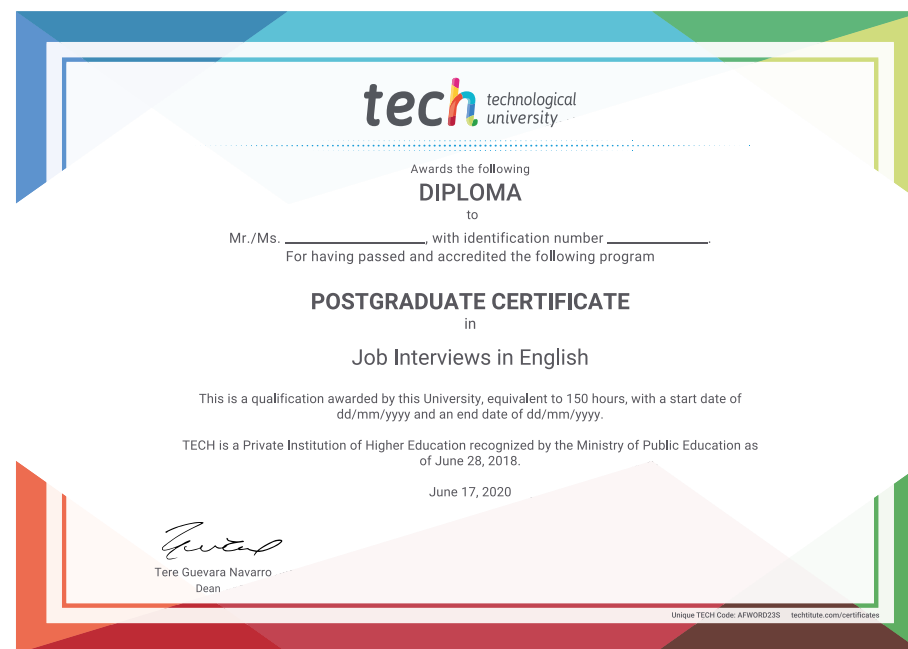 tech technological
university
Awards the following
DIPLOMA
to
Mr./Ms. ____________, with identification number ____________.
For having passed and accredited the following program
POSTGRADUATE CERTIFICATE
in
Job Interviews in English
This is a qualification awarded by this University, equivalent to 150 hours, with a start date of
dd/mm/yyyy and an end date of dd/mm/yyyy.
TECH is a Private Institution of Higher Education recognized by the Ministry of Public Education as
of June 28, 2018.
June 17, 2020
Tere Guevara Navarro
Dean
Unique TECH Code: AFWORD23S techtitute.com/certificates